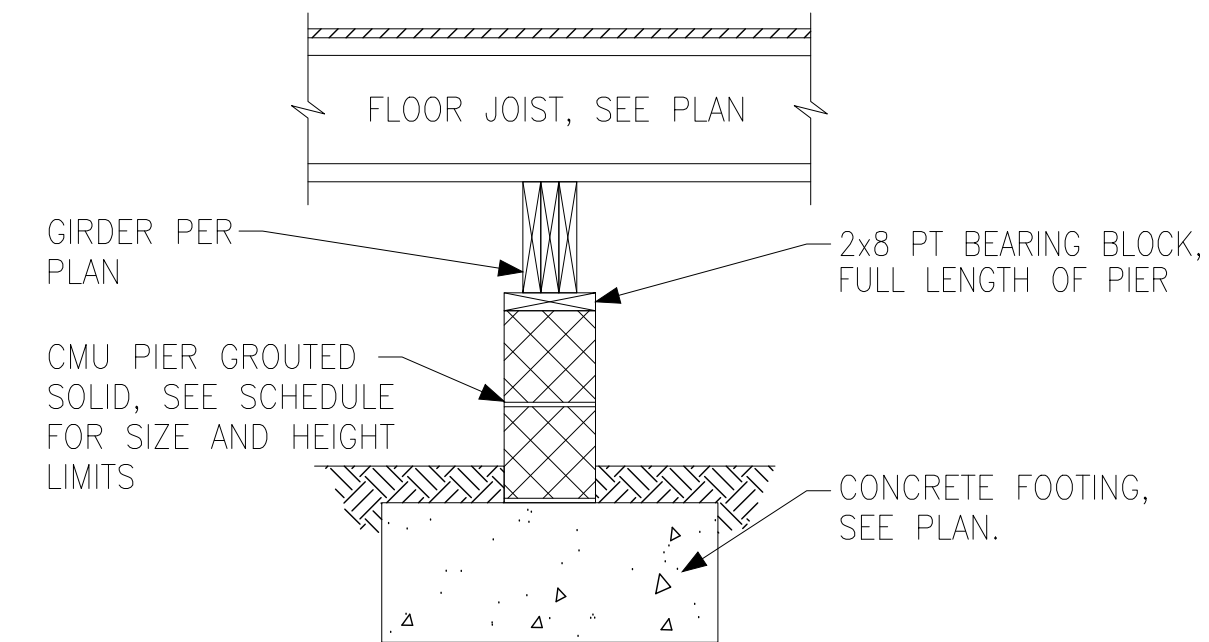 FLOOR JOIST, SEE PLAN
GIRDER PER
PLAN
2x8 PT BEARING BLOCK,
FULL LENGTH OF PIER
CMU PIER GROUTED
SOLID, SEE SCHEDULE
FOR SIZE AND HEIGHT
LIMITS
CONCRETE FOOTING,
SEE PLAN.